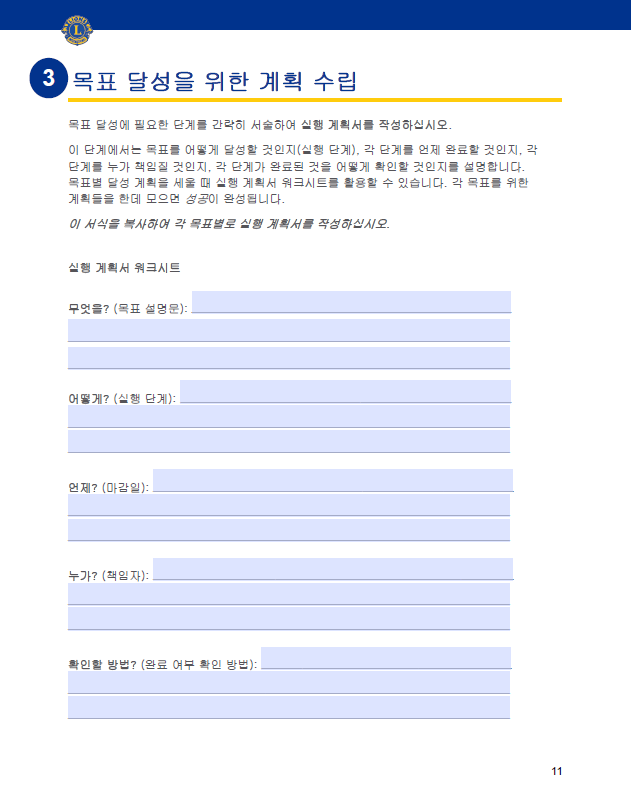 LIONS
L
3
목표 달성을 위한 계획 수립
목표 달성에 필요한 단계를 간략히 서술하여 실행 계획서를 작성하십시오.
이 단계에서는 목표를 어떻게 달성할 것인지(실행 단계), 각 단계를 언제 완료할 것인지, 각
단계를 누가 책임질 것인지, 각 단계가 완료된 것을 어떻게 확인할 것인지를 설명합니다.
목표별 달성 계획을 세울 때 실행 계획서 워크시트를 활용할 수 있습니다. 각 목표를 위한
계획들을 한데 모으면 성공이 완성됩니다.
이 서식을 복사하여 각 목표별로 실행 계획서를 작성하십시오.
실행 계획서 워크시트
무엇을? (목표 설명문):
어떻게? (실행 단계):
언제? (마감일):
누가? (책임자):
확인할 방법? (완료 여부 확인 방법):
11